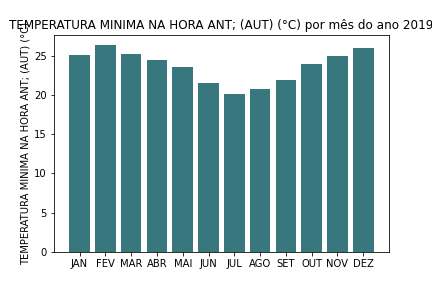 TEMPERATURA MINIMA NA HORA ANT; (AUT) (°C) por mês do ano 2019
TEMPERATURA MINIMA NA HORA ANT; (AUT) (°C)
25
20
15
10
5
0
JAN FEV MAR ABR MAI JUN JUL AGO SET OUT NOV DEZ